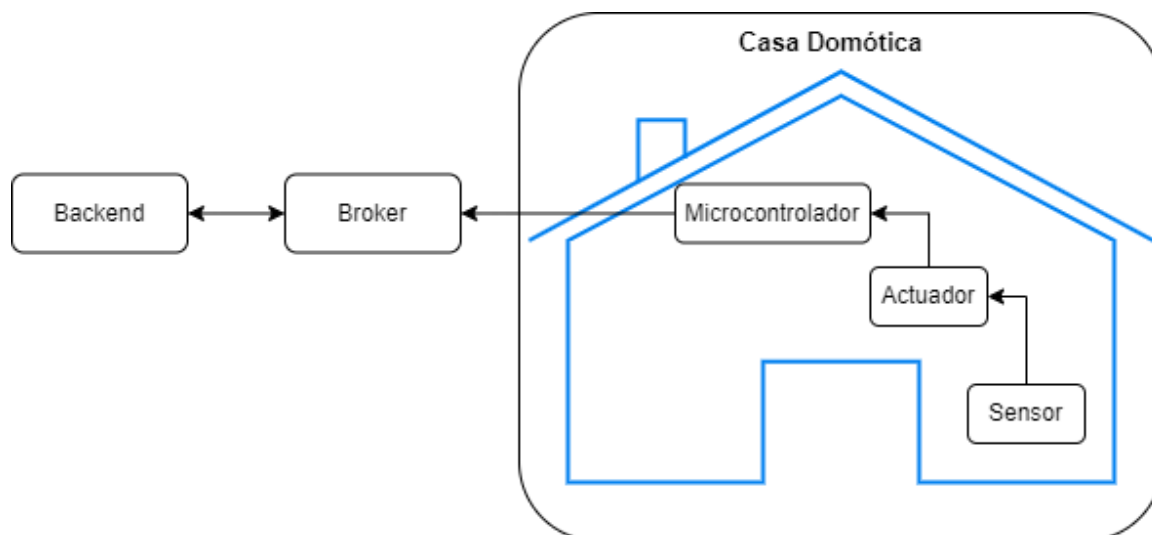 Casa Domótica
Backend
Broker
Microcontrolador
Actuador
Sensor